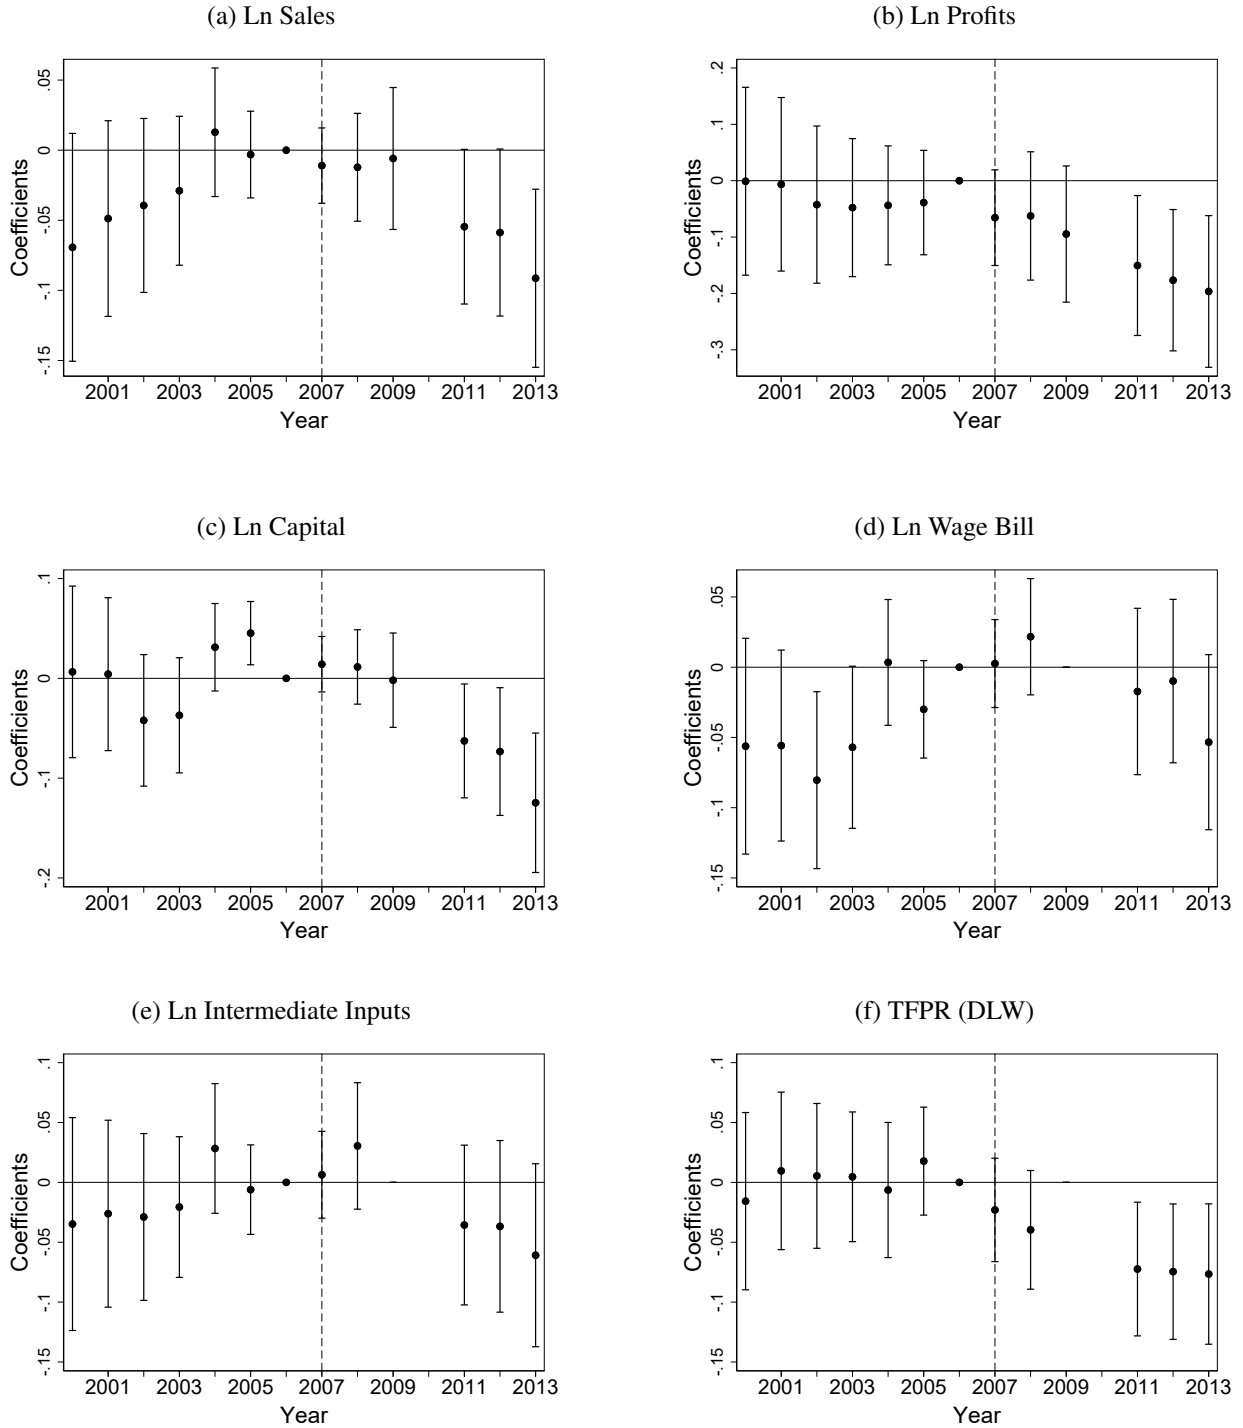 (a) Ln Sales
.05
0
-.05
-.1
-.15
Coefficients
2001 2003 2005 2007 2009 2011 2013
Year
(b) Ln Profits
.2
.1
0
-.1
-.2
-.3
Coefficients
2001 2003 2005 2007 2009 2011 2013
Year
(c) Ln Capital
.1
0
-.1
-.2
Coefficients
2001 2003 2005 2007 2009 2011 2013
Year
(d) Ln Wage Bill
.05
0
-.05
-.1
-.15
Coefficients
2001 2003 2005 2007 2009 2011 2013
Year
(e) Ln Intermediate Inputs
.1
.05
0
-.05
-.1
-.15
Coefficients
2001 2003 2005 2007 2009 2011 2013
Year
(f) TFPR (DLW)
.1
.05
0
-.05
-.1
-.15
Coefficients
2001 2003 2005 2007 2009 2011 2013
Year